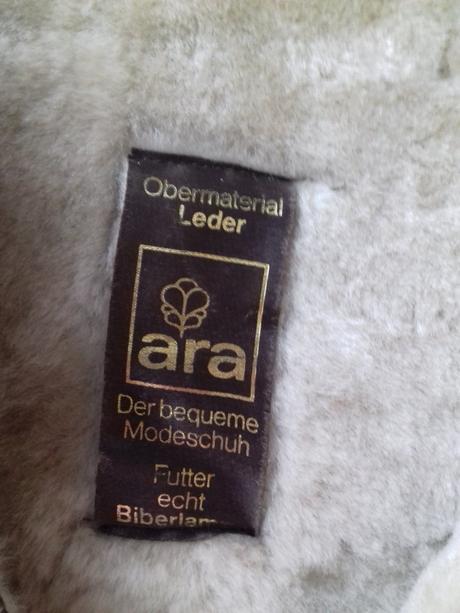 Obermaterial
Leder
ara
Der bequeme
Modeschuh
Futter
echt